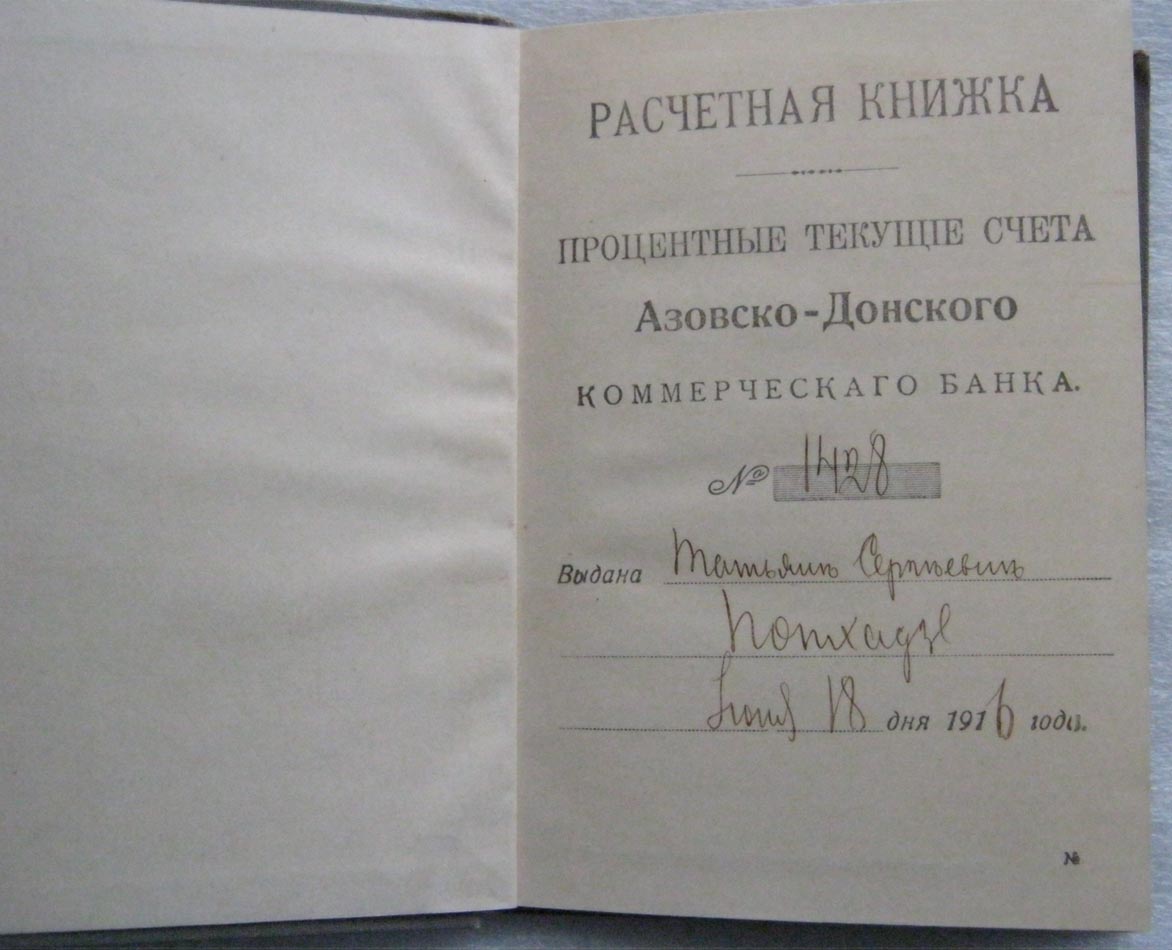 РАСЧЕТНАЯ КНИЖКА
ПРОЦЕНТНЫЕ ТЕКУЩІЕ СЧЕТА
Азовско-Донского
КОММЕРЧЕСКАГО БАНКА.
№ 1428
Выдана Татьянѣ Сергѣевнѣ
Потхадзе
18 дня 1916 года.
№